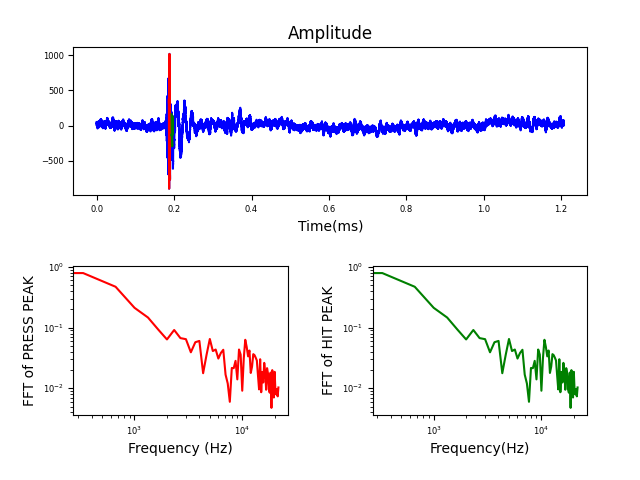 Amplitude
1000
500
0
−500
0.0 0.2 0.4 0.6 0.8 1.0 1.2
Time(ms)
FFT of PRESS PEAK
10⁰
10⁻¹
10⁻²
10³ 10⁴
Frequency (Hz)
FFT of HIT PEAK
10⁰
10⁻¹
10⁻²
10³ 10⁴
Frequency(Hz)